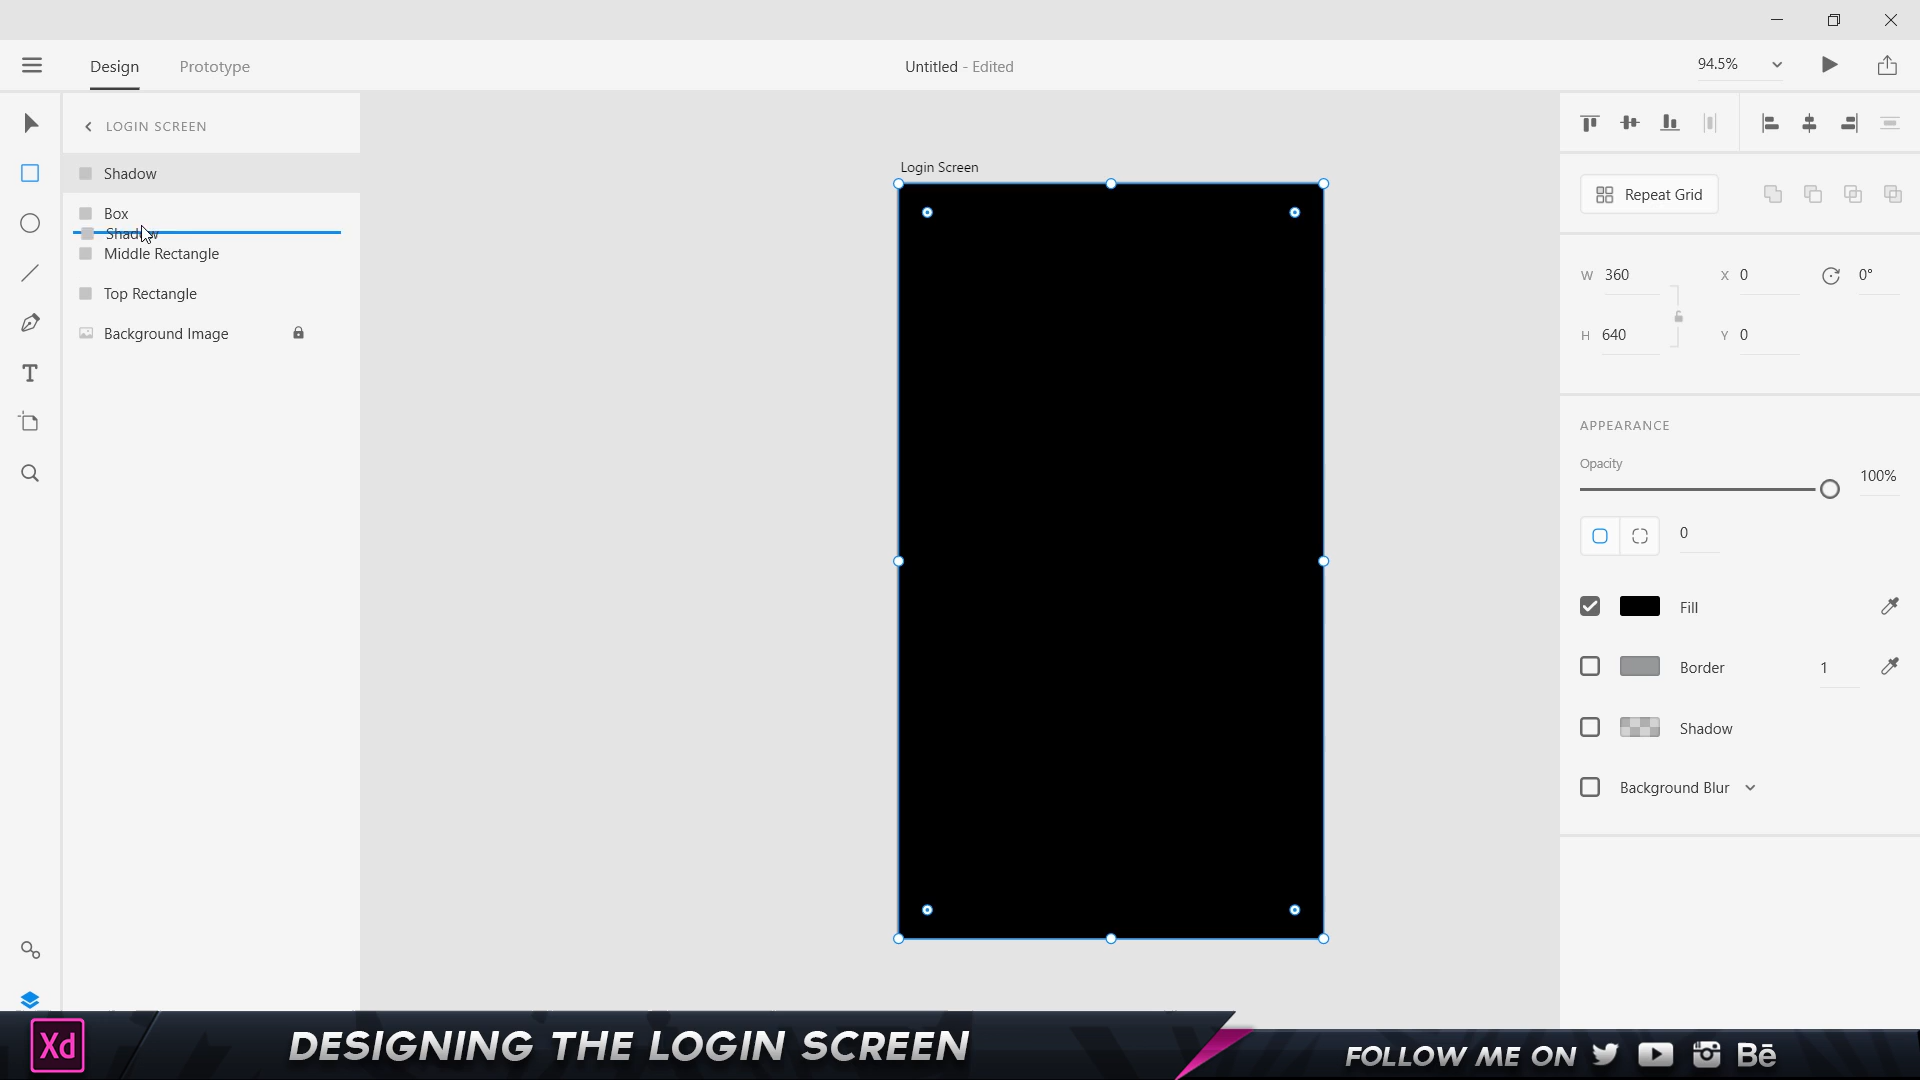 Design
Prototype
Untitled - Edited
94.5%
LOGIN SCREEN
Shadow
Box
Shadow
Middle Rectangle
Top Rectangle
Background Image
Login Screen
Repeat Grid
W 360
X 0
0°
H 640
Y 0
APPEARANCE
Opacity
100%
0
Fill
Border
1
Shadow
Background Blur
Xd
DESIGNING THE LOGIN SCREEN
FOLLOW ME ON
Bē